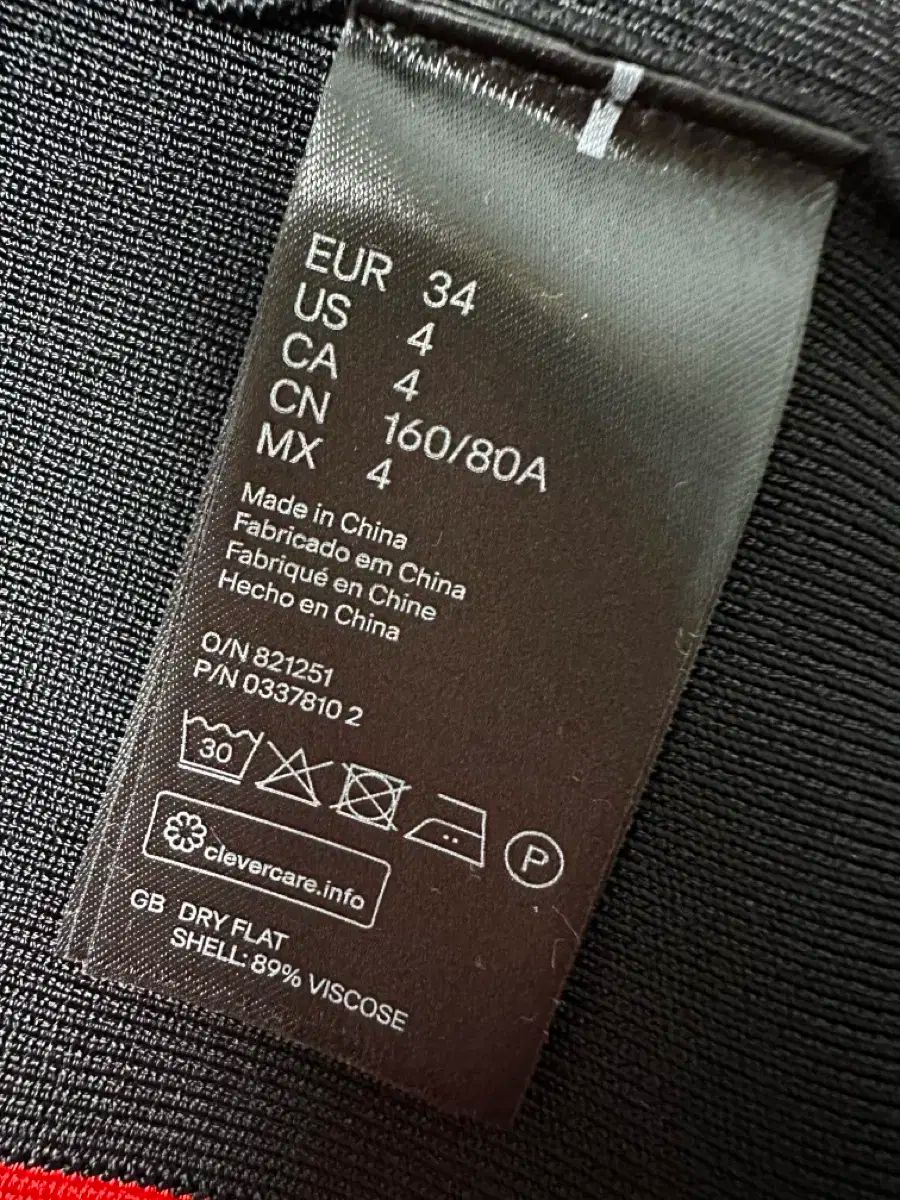 EUR 34
US 4
CA 4
CN 160/80A
MX 4
Made in China
Fabricado em China
Fabriqué en Chine
Hecho en China
O/N 821251
P/N 0337810 2
30
P
clevercare.info
GB DRY FLAT
SHELL: 89% VISCOSE